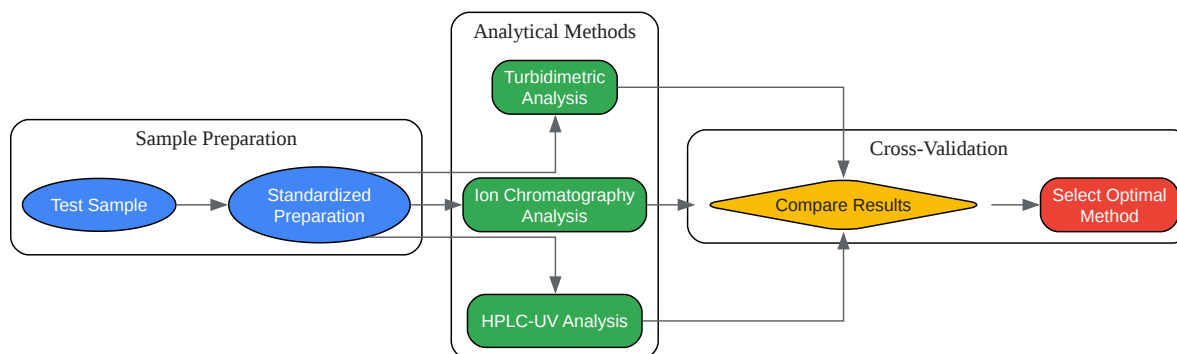 Sample Preparation
Test Sample
Standardized
Preparation
Analytical Methods
Turbidimetric
Analysis
Ion Chromatography
Analysis
HPLC-UV Analysis
Cross-Validation
Compare Results
Select Optimal
Method